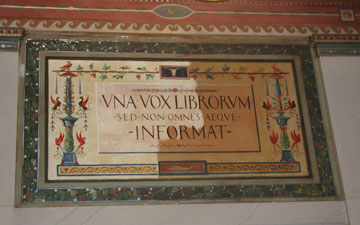 ·VNA·VOX·LIBRORVM·
·SED·NON·OMNES·AEQVE·
-INFORMAT-